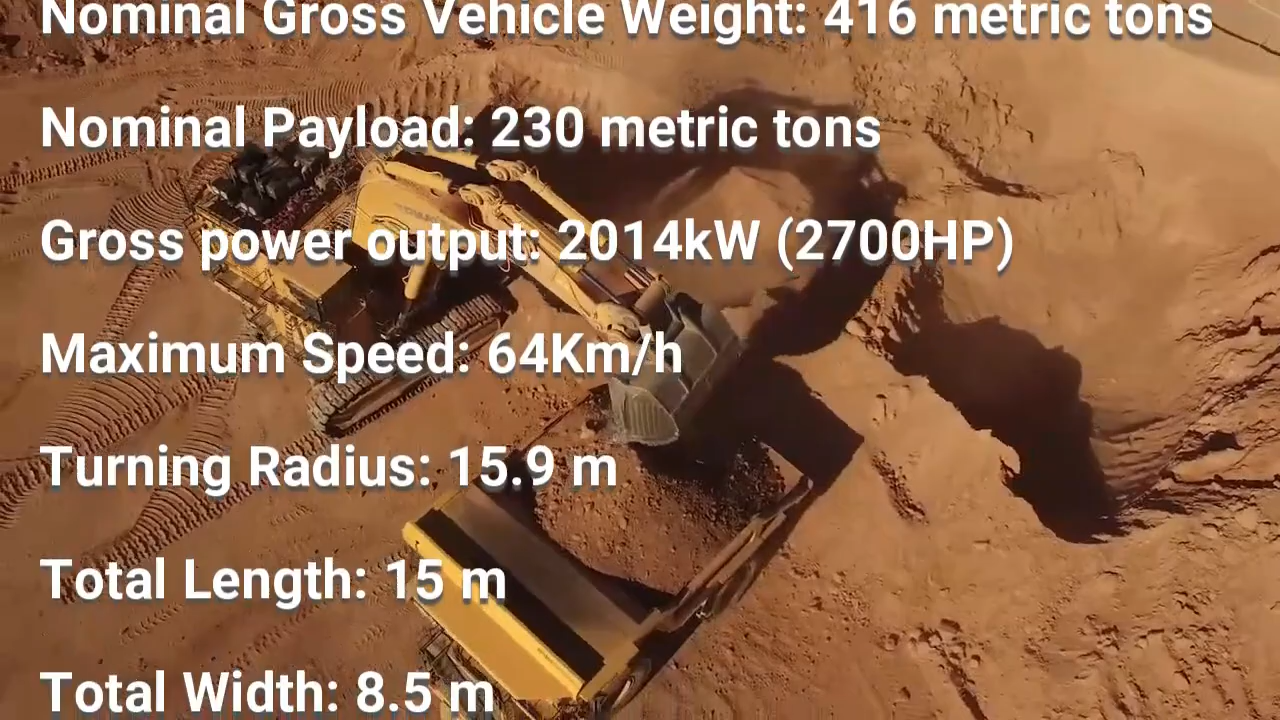 Nominal Gross Vehicle Weight: 416 metric tons
Nominal Payload: 230 metric tons
Gross power output: 2014kW (2700HP)
Maximum Speed: 64Km/h
Turning Radius: 15.9 m
Total Length: 15 m
Total Width: 8.5 m